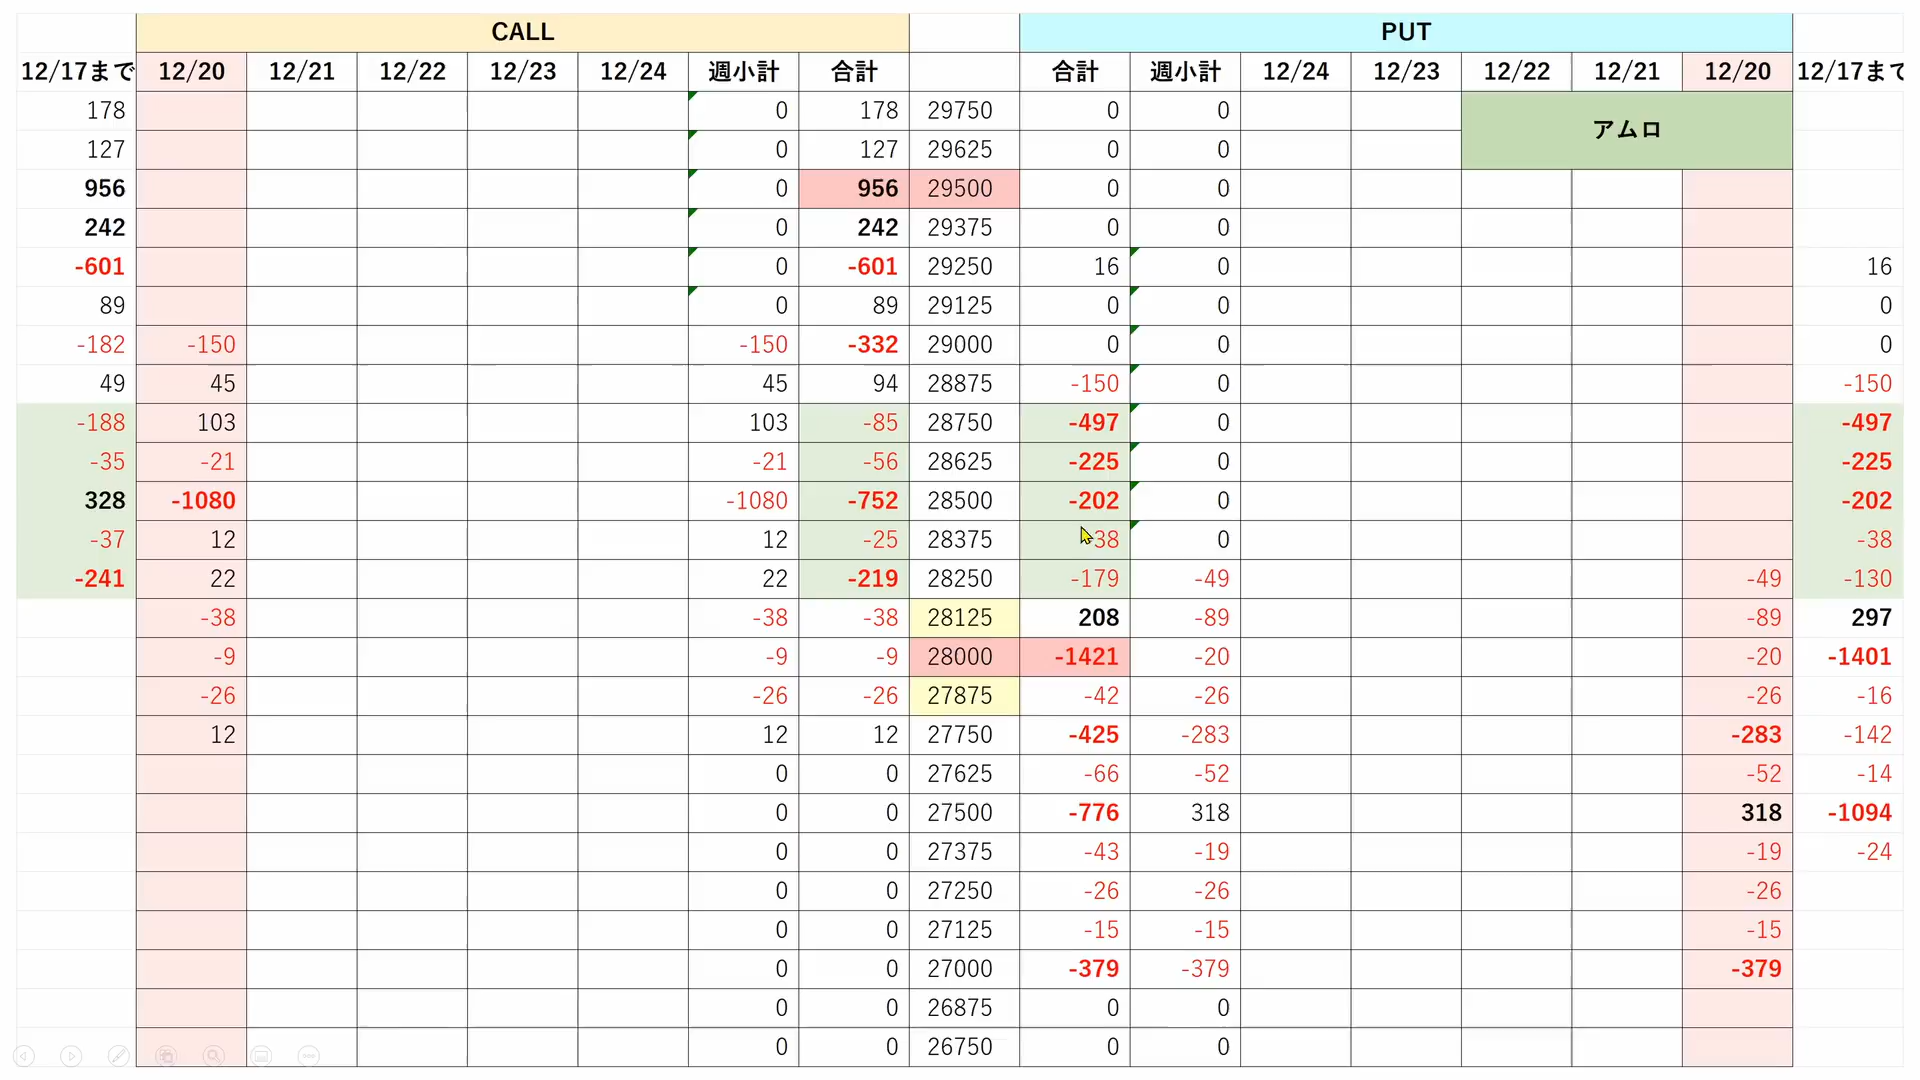 CALL PUT
12/17まで 12/20 12/21 12/22 12/23 12/24 週小計 合計 合計 週小計 12/24 12/23 12/22 12/21 12/20 12/17まで
178 0 178 29750 0 0 アムロ
127 0 127 29625 0 0
956 0 956 29500 0 0
242 0 242 29375 0 0
-601 0 -601 29250 16 0 16
89 0 89 29125 0 0 0
-182 -150 -150 -332 29000 0 0 0
49 45 45 94 28875 -150 0 -150
-188 103 103 -85 28750 -497 0 -497
-35 -21 -21 -56 28625 -225 0 -225
328 -1080 -1080 -752 28500 -202 0 -202
-37 12 12 -25 28375 -38 0 -38
-241 22 22 -219 28250 -179 -49 -49 -130
-38 -38 -38 28125 208 -89 -89 297
-9 -9 -9 28000 -1421 -20 -20 -1401
-26 -26 -26 27875 -42 -26 -26 -16
12 12 12 27750 -425 -283 -283 -142
0 0 27625 -66 -52 -52 -14
0 0 27500 -776 318 318 -1094
0 0 27375 -43 -19 -19 -24
0 0 27250 -26 -26 -26
0 0 27125 -15 -15 -15
0 0 27000 -379 -379 -379
0 0 26875 0 0
0 0 26750 0 0